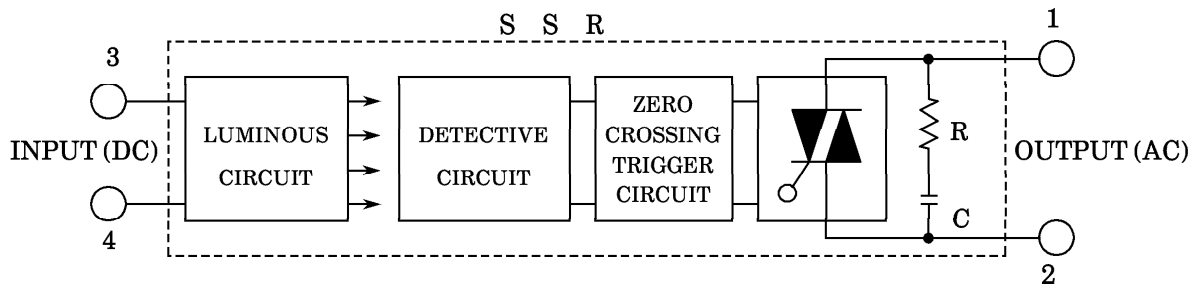 S S R
1
3
INPUT (DC)
4
LUMINOUS
CIRCUIT
DETECTIVE
CIRCUIT
ZERO
CROSSING
TRIGGER
CIRCUIT
R
C
OUTPUT (AC)
2